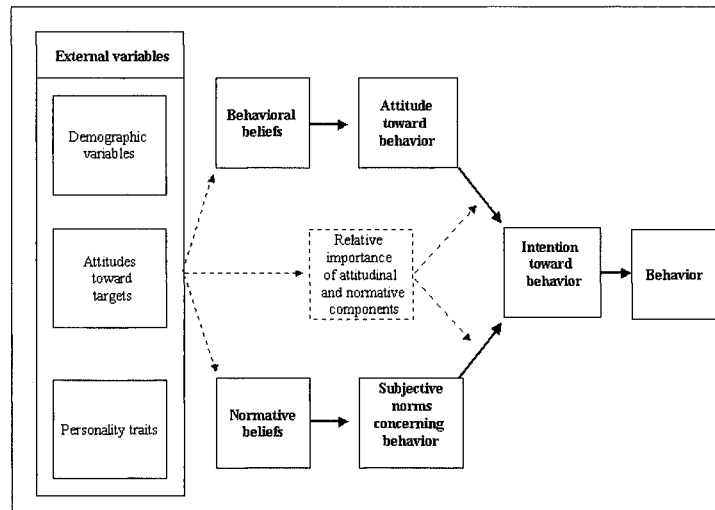 External variables
Demographic
variables
Attitudes
toward
targets
Personality traits
Behavioral
beliefs
Attitude
toward
behavior
Relative
importance
of attitudinal
and normative
components
Normative
beliefs
Subjective
norms
concerning
behavior
Intention
toward
behavior
Behavior